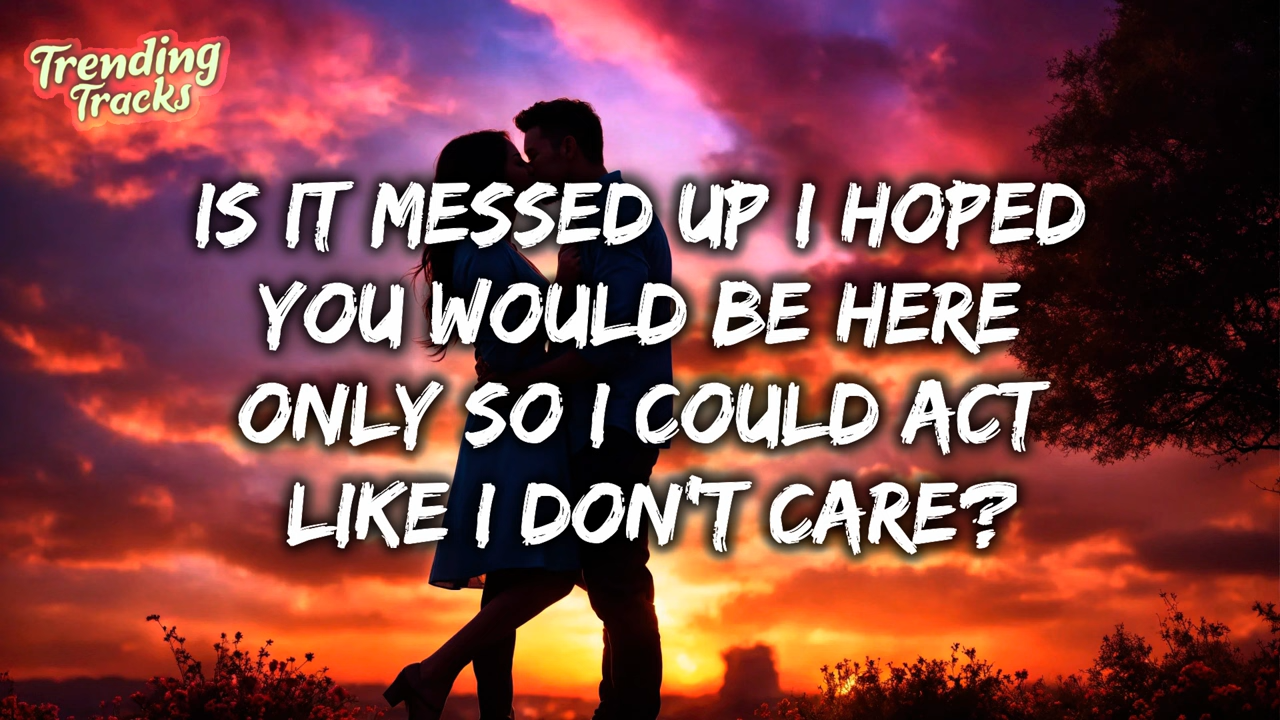 Trending
Tracks
IS IT MESSED UP I HOPED
YOU WOULD BE HERE
ONLY SO I COULD ACT
LIKE I DON'T CARE?